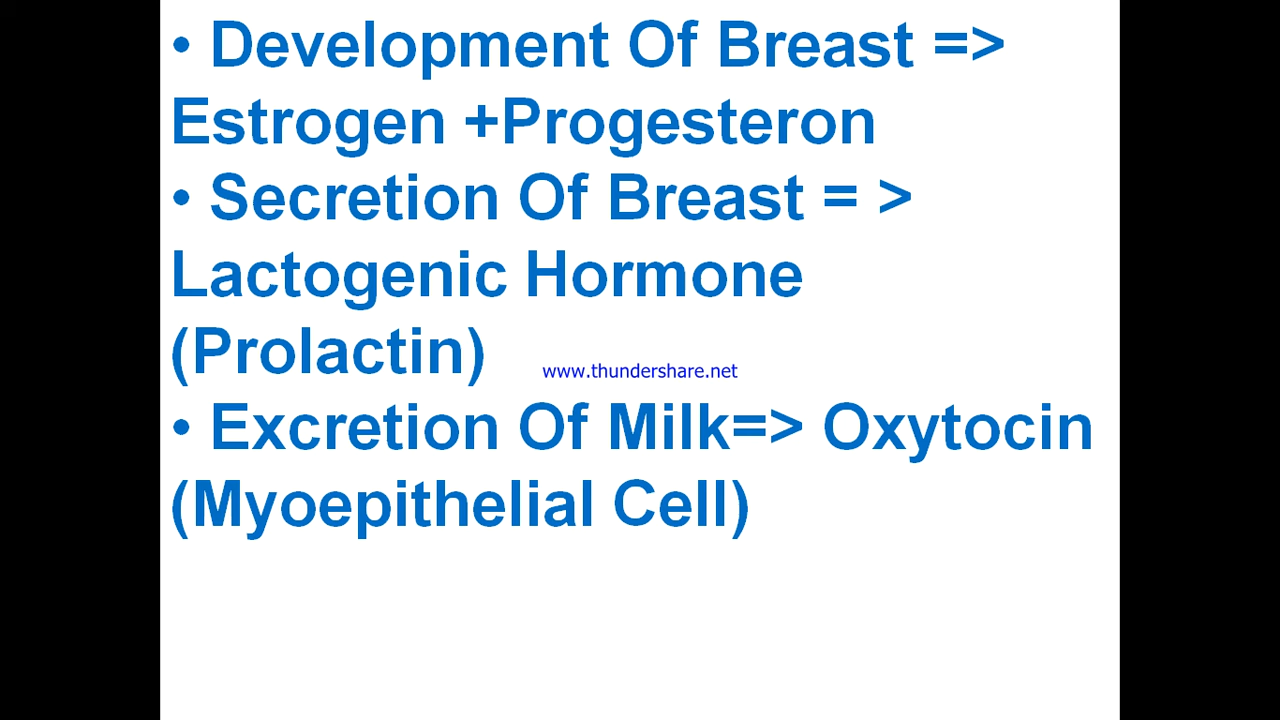 • Development Of Breast =>
Estrogen +Progesteron
• Secretion Of Breast = >
Lactogenic Hormone
(Prolactin)
www.thundershare.net
• Excretion Of Milk=> Oxytocin
(Myoepithelial Cell)